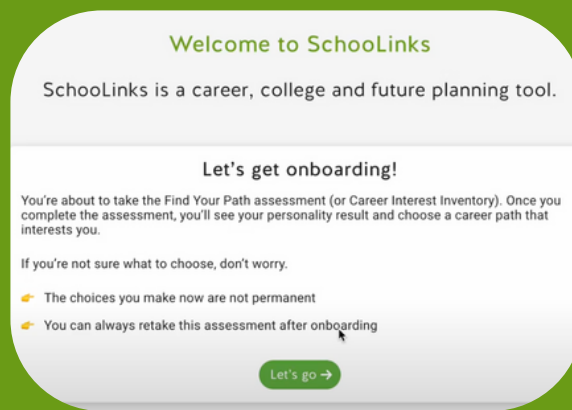 Welcome to SchooLinks
SchooLinks is a career, college and future planning tool.
Let's get onboarding!
You're about to take the Find Your Path assessment (or Career Interest Inventory). Once you
complete the assessment, you'll see your personality result and choose a career path that
interests you.
If you're not sure what to choose, don't worry.
👉 The choices you make now are not permanent
👉 You can always retake this assessment after onboarding
Let's go →